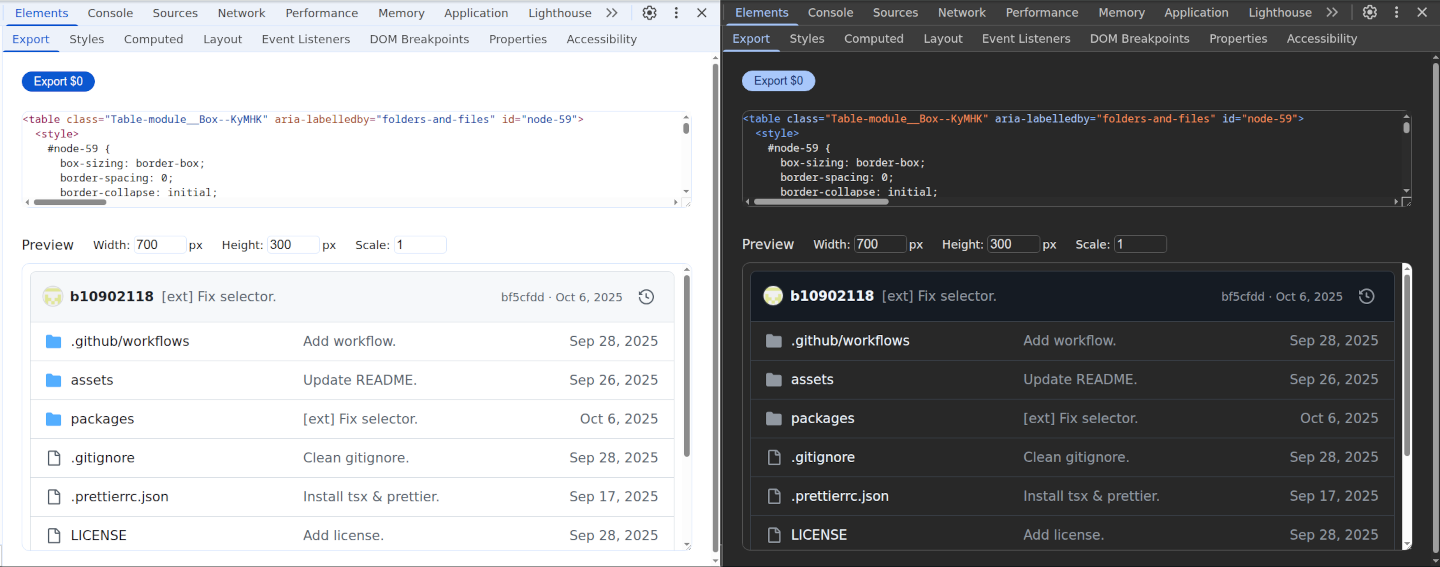 Elements Console Sources Network Performance Memory Application Lighthouse
Export Styles Computed Layout Event Listeners DOM Breakpoints Properties Accessibility
Export $0
<table class="Table-module__Box--KyMHK" aria-labelledby="folders-and-files" id="node-59">
<style>
#node-59 {
box-sizing: border-box;
border-spacing: 0;
border-collapse: initial;
Preview Width: 700 px Height: 300 px Scale: 1
b10902118 [ext] Fix selector. bf5cfdd · Oct 6, 2025
.github/workflows Add workflow. Sep 28, 2025
assets Update README. Sep 26, 2025
packages [ext] Fix selector. Oct 6, 2025
.gitignore Clean gitignore. Sep 28, 2025
.prettierrc.json Install tsx & prettier. Sep 17, 2025
LICENSE Add license. Sep 28, 2025
Elements Console Sources Network Performance Memory Application Lighthouse
Export Styles Computed Layout Event Listeners DOM Breakpoints Properties Accessibility
Export $0
<table class="Table-module__Box--KyMHK" aria-labelledby="folders-and-files" id="node-59">
<style>
#node-59 {
box-sizing: border-box;
border-spacing: 0;
border-collapse: initial;
Preview Width: 700 px Height: 300 px Scale: 1
b10902118 [ext] Fix selector. bf5cfdd · Oct 6, 2025
.github/workflows Add workflow. Sep 28, 2025
assets Update README. Sep 26, 2025
packages [ext] Fix selector. Oct 6, 2025
.gitignore Clean gitignore. Sep 28, 2025
.prettierrc.json Install tsx & prettier. Sep 17, 2025
LICENSE Add license. Sep 28, 2025